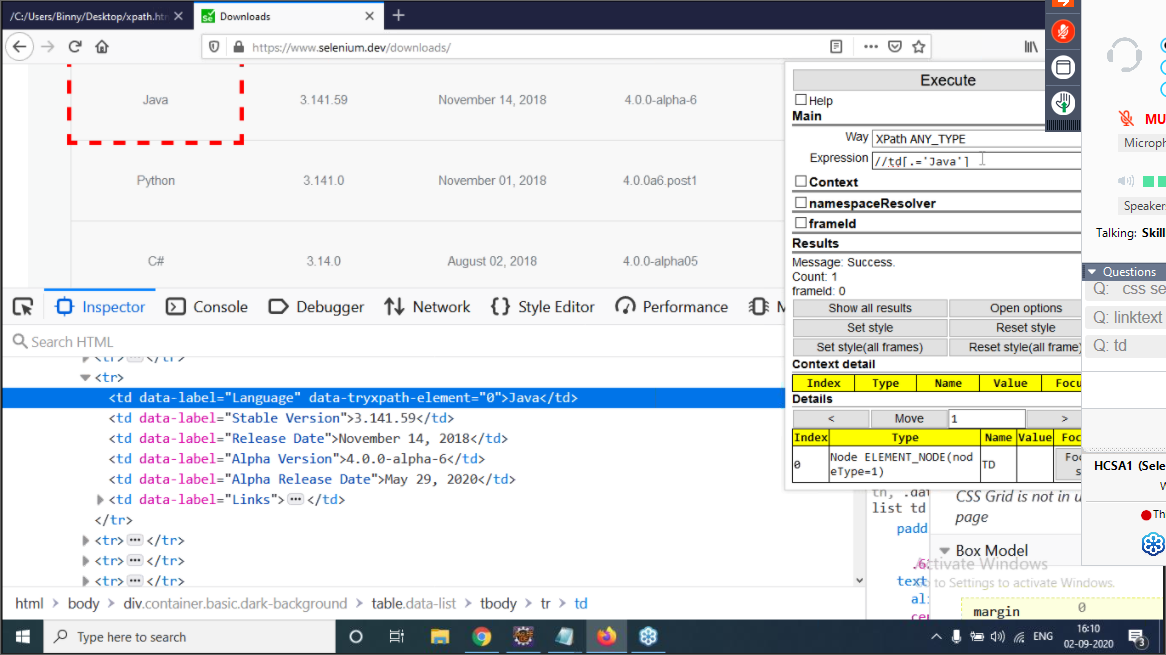 /C:/Users/Binny/Desktop/xpath.htm
Downloads
https://www.selenium.dev/downloads/
Java 3.141.59 November 14, 2018 4.0.0-alpha-6
Python 3.141.0 November 01, 2018 4.0.0a6.post1
C# 3.14.0 August 02, 2018 4.0.0-alpha05
Execute
Help
Main
Way XPath ANY_TYPE
Expression //td[.='Java']
Context
namespaceResolver
frameId
Results
Message: Success.
Count: 1
frameId: 0
Show all results Open options
Set style Reset style
Set style(all frames) Reset style(all frame)
Context detail
Index Type Name Value Focu
Details
< Move 1 >
Index Type Name Value Foc
0 Node ELEMENT_NODE(nod TD Fo
eType=1) s
MU
Microph
Speakers
Talking: Skill
Questions
Q: css se
Q: linktext
Q: td
HCSA1 (Sele
W
Th
Inspector Console Debugger Network Style Editor Performance M
Search HTML
<tr> ••• </tr>
<tr>
<td data-label="Language" data-tryxpath-element="0">Java</td>
<td data-label="Stable Version">3.141.59</td>
<td data-label="Release Date">November 14, 2018</td>
<td data-label="Alpha Version">4.0.0-alpha-6</td>
<td data-label="Alpha Release Date">May 29, 2020</td>
<td data-label="Links"> ••• </td>
</tr>
<tr> ••• </tr>
<tr> ••• </tr>
<tr> ••• </tr>
th, .dat
list td
padd
.6
text
ali
cen
CSS Grid is not in u
page
Box Model
Activate Windows
to Settings to activate Windows.
margin 0
html > body > div.container.basic.dark-background > table.data-list > tbody > tr > td
Type here to search
ENG
16:10
02-09-2020
3